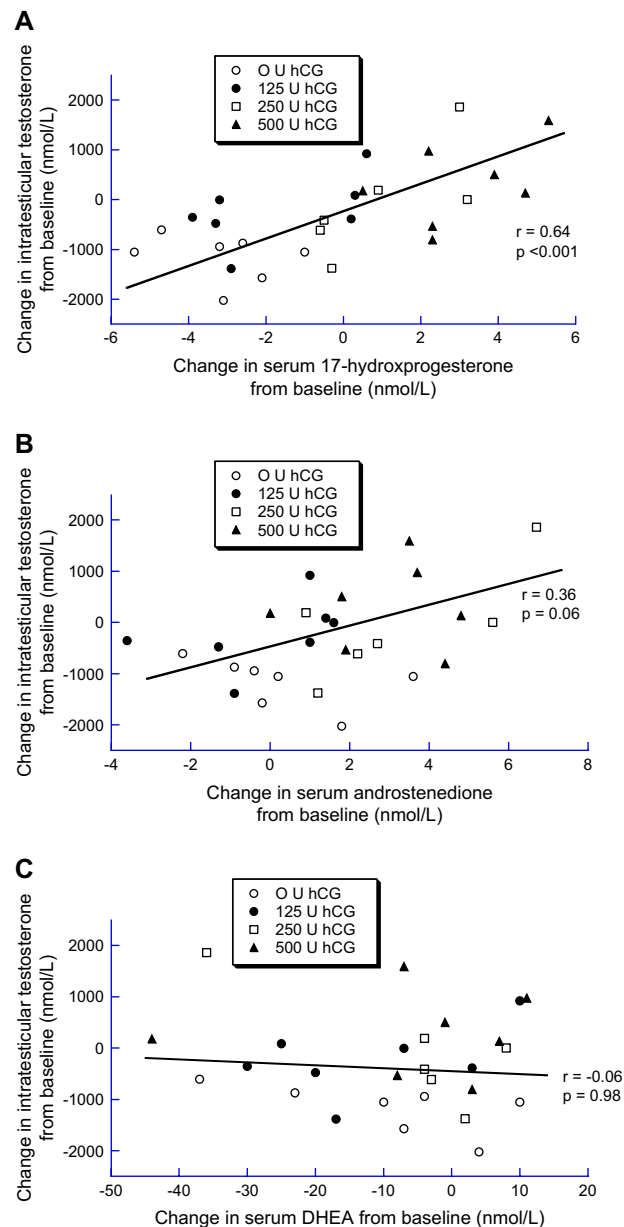 A
O U hCG
125 U hCG
250 U hCG
500 U hCG
Change in intratesticular testosterone
from baseline (nmol/L)
2000
1000
0
-1000
-2000
r = 0.64
p <0.001
-6 -4 -2 0 2 4 6
Change in serum 17-hydroxprogesterone
from baseline (nmol/L)
B
O U hCG
125 U hCG
250 U hCG
500 U hCG
Change in intratesticular testosterone
from baseline (nmol/L)
2000
1000
0
-1000
-2000
r = 0.36
p = 0.06
-4 -2 0 2 4 6 8
Change in serum androstenedione
from baseline (nmol/L)
C
O U hCG
125 U hCG
250 U hCG
500 U hCG
Change in intratesticular testosterone
from baseline (nmol/L)
2000
1000
0
-1000
-2000
r = -0.06
p = 0.98
-50 -40 -30 -20 -10 0 10 20
Change in serum DHEA from baseline (nmol/L)